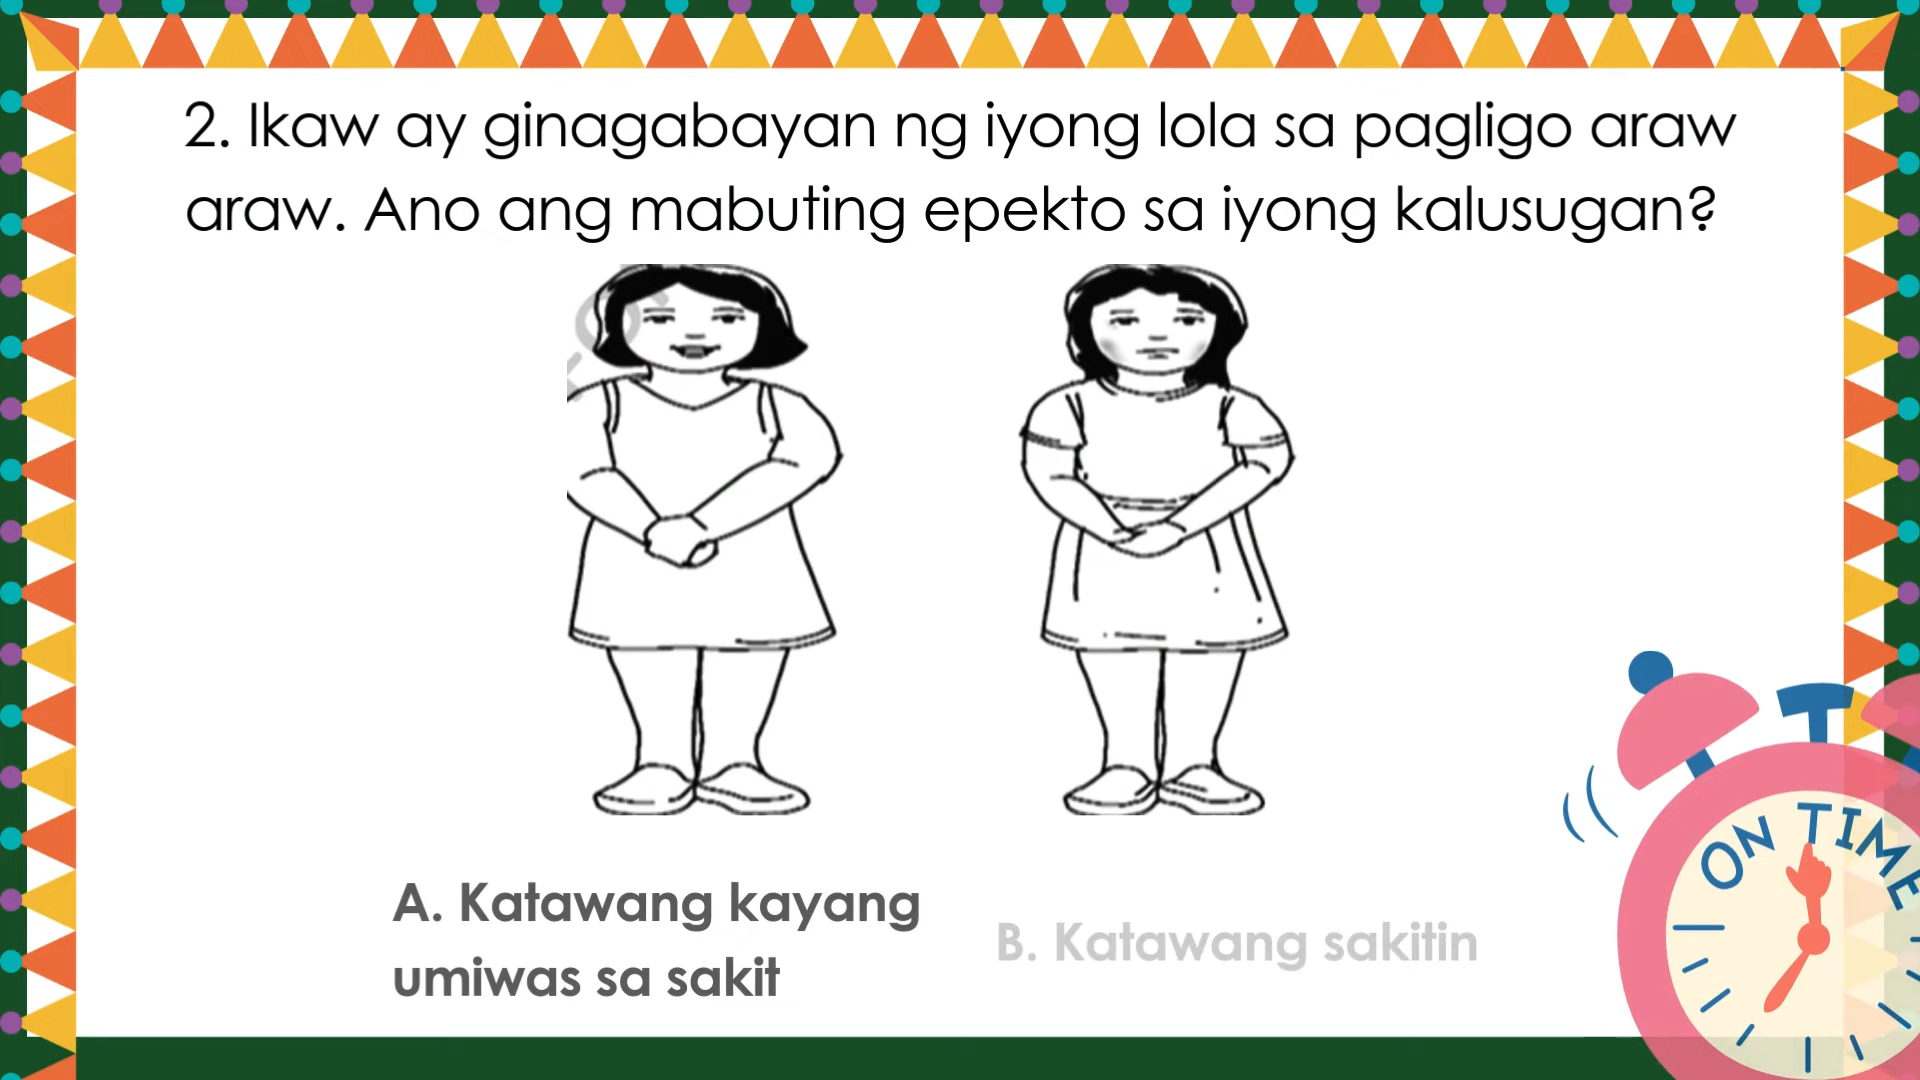 2. Ikaw ay ginagabayan ng iyong lola sa pagligo araw
araw. Ano ang mabuting epekto sa iyong kalusugan?
A. Katawang kayang
umiwas sa sakit
B. Katawang sakitin
ON TIME